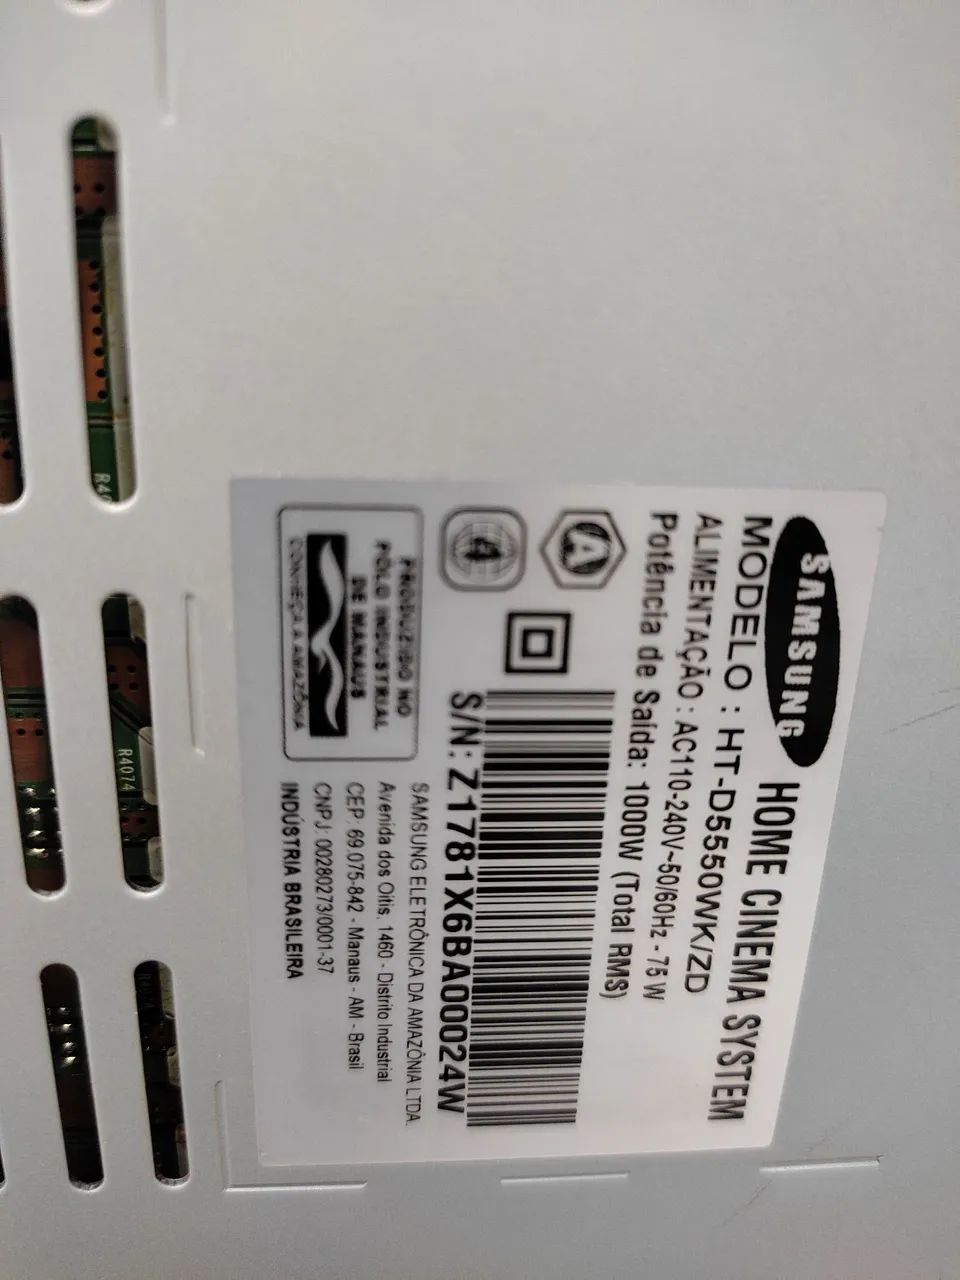 SAMSUNG HOME CINEMA SYSTEM
MODELO : HT-D5550WK/ZD
ALIMENTAÇÃO : AC110-240V~50/60Hz - 75 W
Potência de Saída: 1000W (Total RMS)
A
4
S/N: Z1781X6BA00024W
PRODUZIDO NO
PÓLO INDUSTRIAL
DE MANAUS
CONHEÇA A AMAZÔNIA
SAMSUNG ELETRÔNICA DA AMAZÔNIA LTDA.
Avenida dos Oitis, 1460 - Distrito Industrial
CEP: 69.075-842 - Manaus - AM - Brasil
CNPJ: 00280273/0001-37
INDÚSTRIA BRASILEIRA
R4074